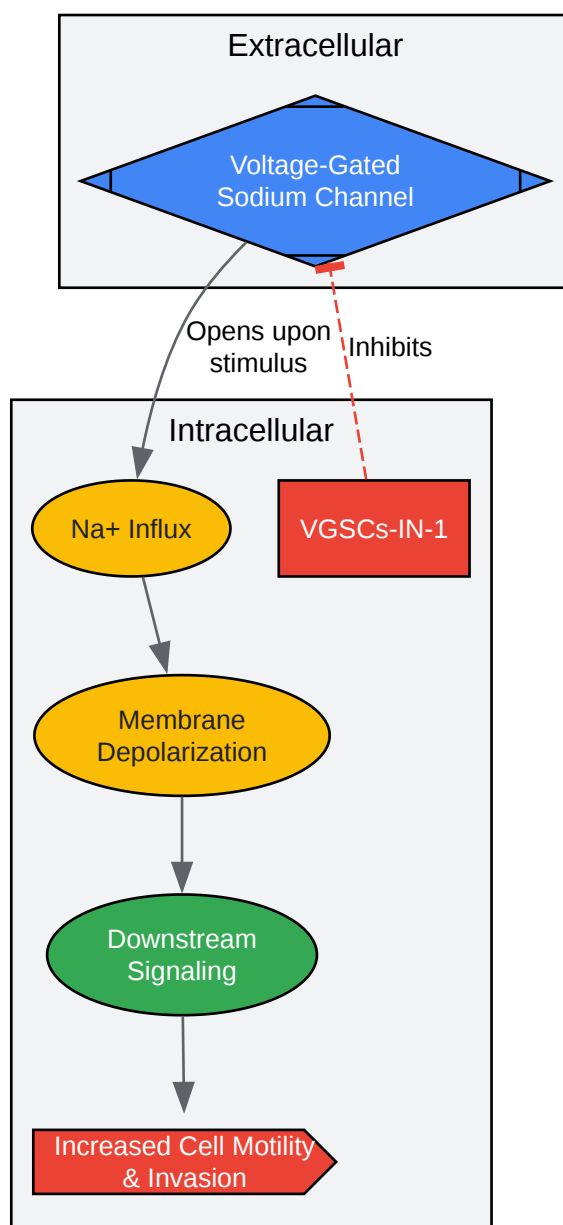 Extracellular
Voltage-Gated
Sodium Channel
Opens upon
stimulus
Inhibits
Intracellular
Na+ Influx
VGSCs-IN-1
Membrane
Depolarization
Downstream
Signaling
Increased Cell Motility
& Invasion